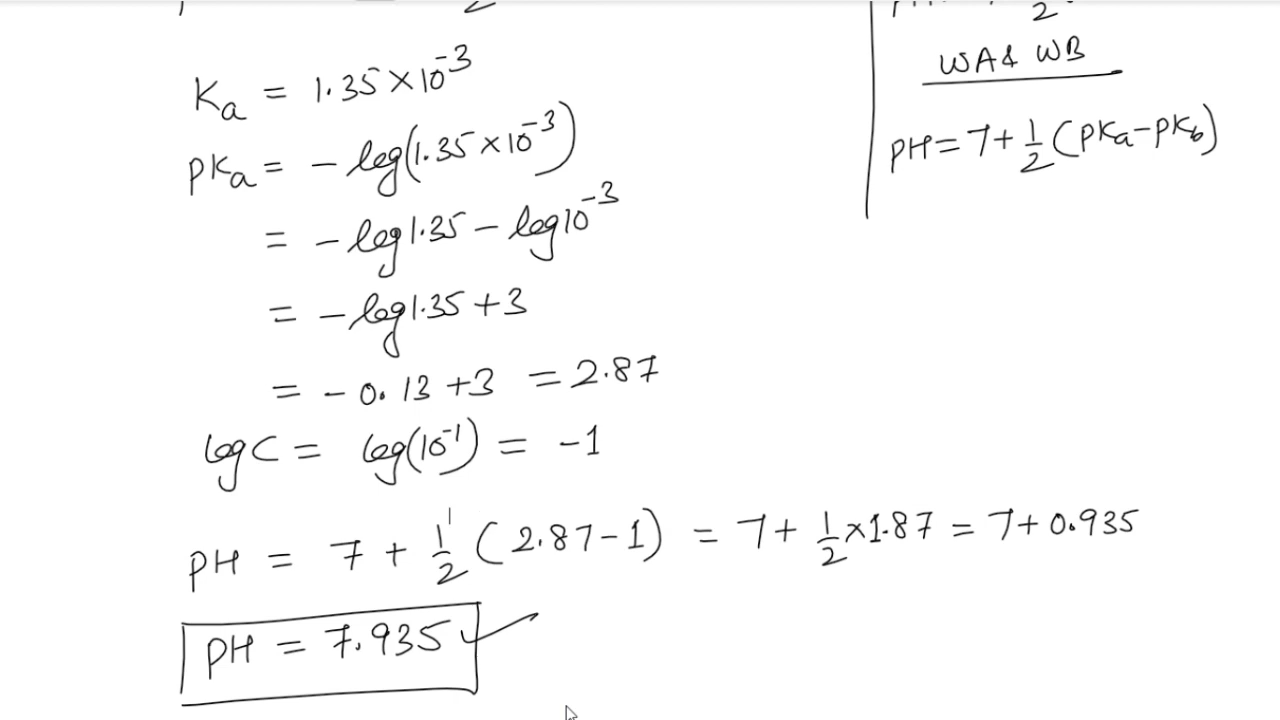 Ka = 1.35×10⁻³
pKa = -log(1.35×10⁻³)
= -log1.35 - log10⁻³
= -log1.35 + 3
= -0.13 + 3 = 2.87
logC = log(10⁻¹) = -1
PH = 7 + 1/2 (2.87-1) = 7 + 1/2 × 1.87 = 7 + 0.935
PH = 7.935
2
WA & WB
PH = 7 + 1/2 (pKa - pKb)